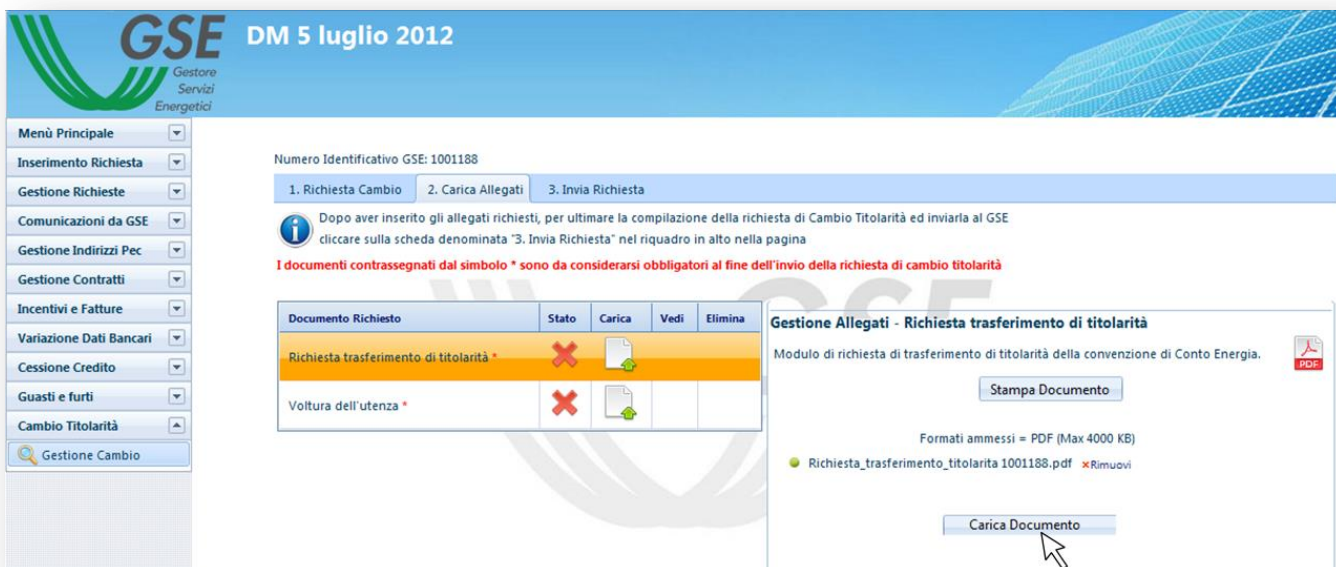 GSE
Gestore
Servizi
Energetici
DM 5 luglio 2012
Menù Principale
Inserimento Richiesta
Gestione Richieste
Comunicazioni da GSE
Gestione Indirizzi Pec
Gestione Contratti
Incentivi e Fatture
Variazione Dati Bancari
Cessione Credito
Guasti e furti
Cambio Titolarità
Gestione Cambio
Numero Identificativo GSE: 1001188
1. Richiesta Cambio 2. Carica Allegati 3. Invia Richiesta
Dopo aver inserito gli allegati richiesti, per ultimare la compilazione della richiesta di Cambio Titolarità ed inviarla al GSE
cliccare sulla scheda denominata "3. Invia Richiesta" nel riquadro in alto nella pagina
I documenti contrassegnati dal simbolo * sono da considerarsi obbligatori al fine dell'invio della richiesta di cambio titolarità
Documento Richiesto Stato Carica Vedi Elimina
Richiesta trasferimento di titolarità *
Voltura dell'utenza *
GSE
Gestione Allegati - Richiesta trasferimento di titolarità
Modulo di richiesta di trasferimento di titolarità della convenzione di Conto Energia.
PDF
Stampa Documento
Formati ammessi = PDF (Max 4000 KB)
Richiesta_trasferimento_titolarita 1001188.pdf ×Rimuovi
Carica Documento